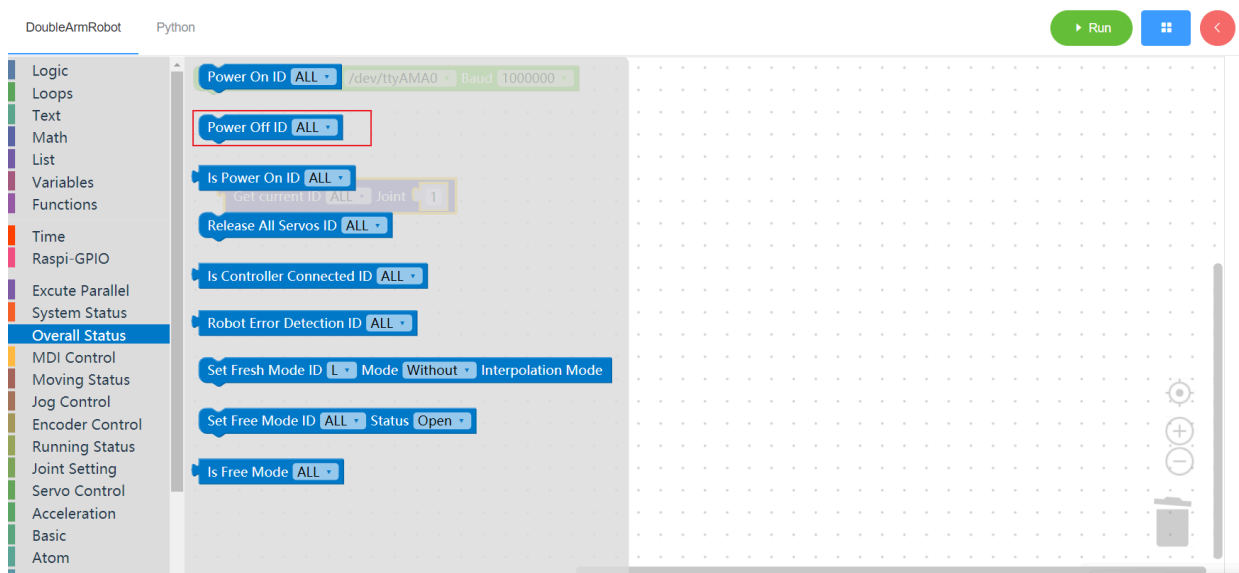 DoubleArmRobot Python Run
Logic
Loops
Text
Math
List
Variables
Functions
Time
Raspi-GPIO
Excute Parallel
System Status
Overall Status
MDI Control
Moving Status
Jog Control
Encoder Control
Running Status
Joint Setting
Servo Control
Acceleration
Basic
Atom
Power On ID ALL /dev/ttyAMA0 Baud 1000000
Power Off ID ALL
Is Power On ID ALL
Get current ID ALL Joint 1
Release All Servos ID ALL
Is Controller Connected ID ALL
Robot Error Detection ID ALL
Set Fresh Mode ID L Mode Without Interpolation Mode
Set Free Mode ID ALL Status Open
Is Free Mode ALL